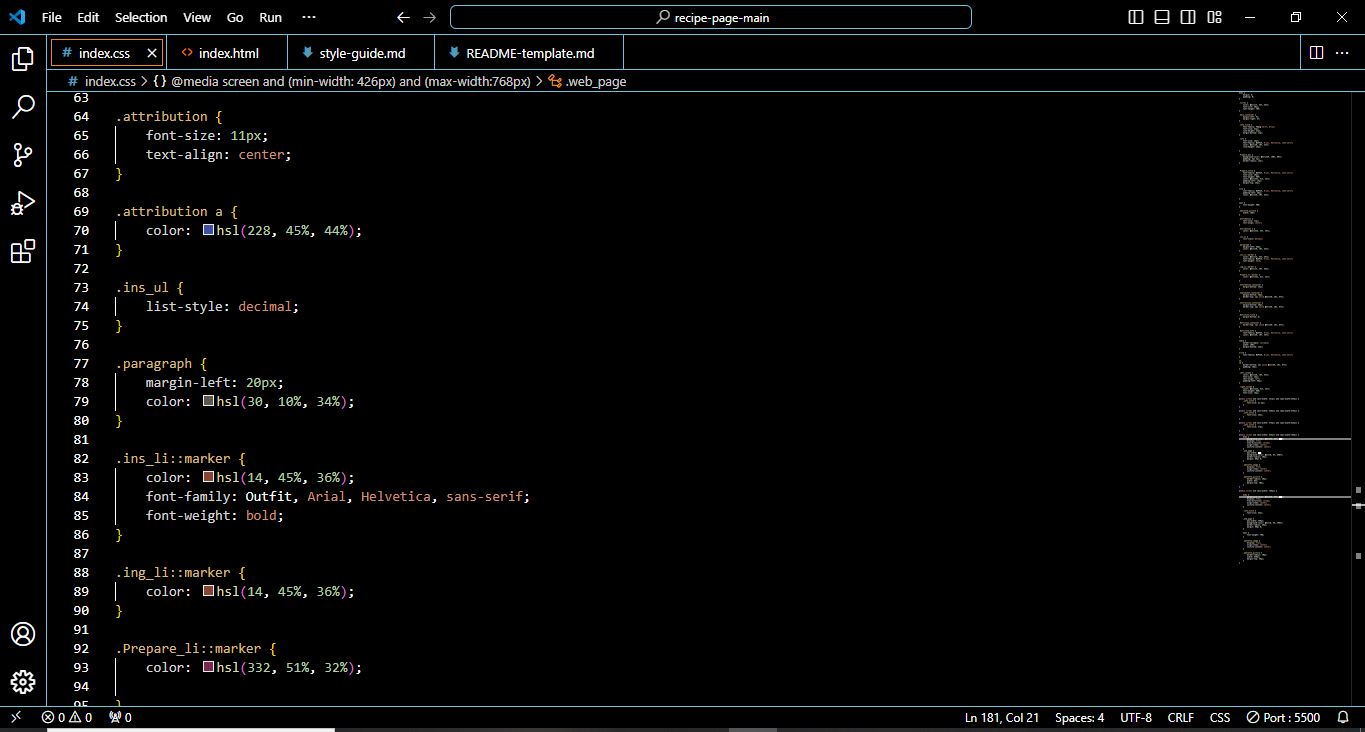 File Edit Selection View Go Run ··· ← → recipe-page-main
# index.css × <> index.html style-guide.md README-template.md ···
# index.css > {} @media screen and (min-width: 426px) and (max-width:768px) > .web_page
63
64 .attribution {
65 font-size: 11px;
66 text-align: center;
67 }
68
69 .attribution a {
70 color: hsl(228, 45%, 44%);
71 }
72
73 .ins_ul {
74 list-style: decimal;
75 }
76
77 .paragraph {
78 margin-left: 20px;
79 color: hsl(30, 10%, 34%);
80 }
81
82 .ins_li::marker {
83 color: hsl(14, 45%, 36%);
84 font-family: Outfit, Arial, Helvetica, sans-serif;
85 font-weight: bold;
86 }
87
88 .ing_li::marker {
89 color: hsl(14, 45%, 36%);
90 }
91
92 .Prepare_li::marker {
93 color: hsl(332, 51%, 32%);
94
95 }
0 0 0 Ln 181, Col 21 Spaces: 4 UTF-8 CRLF CSS Port : 5500